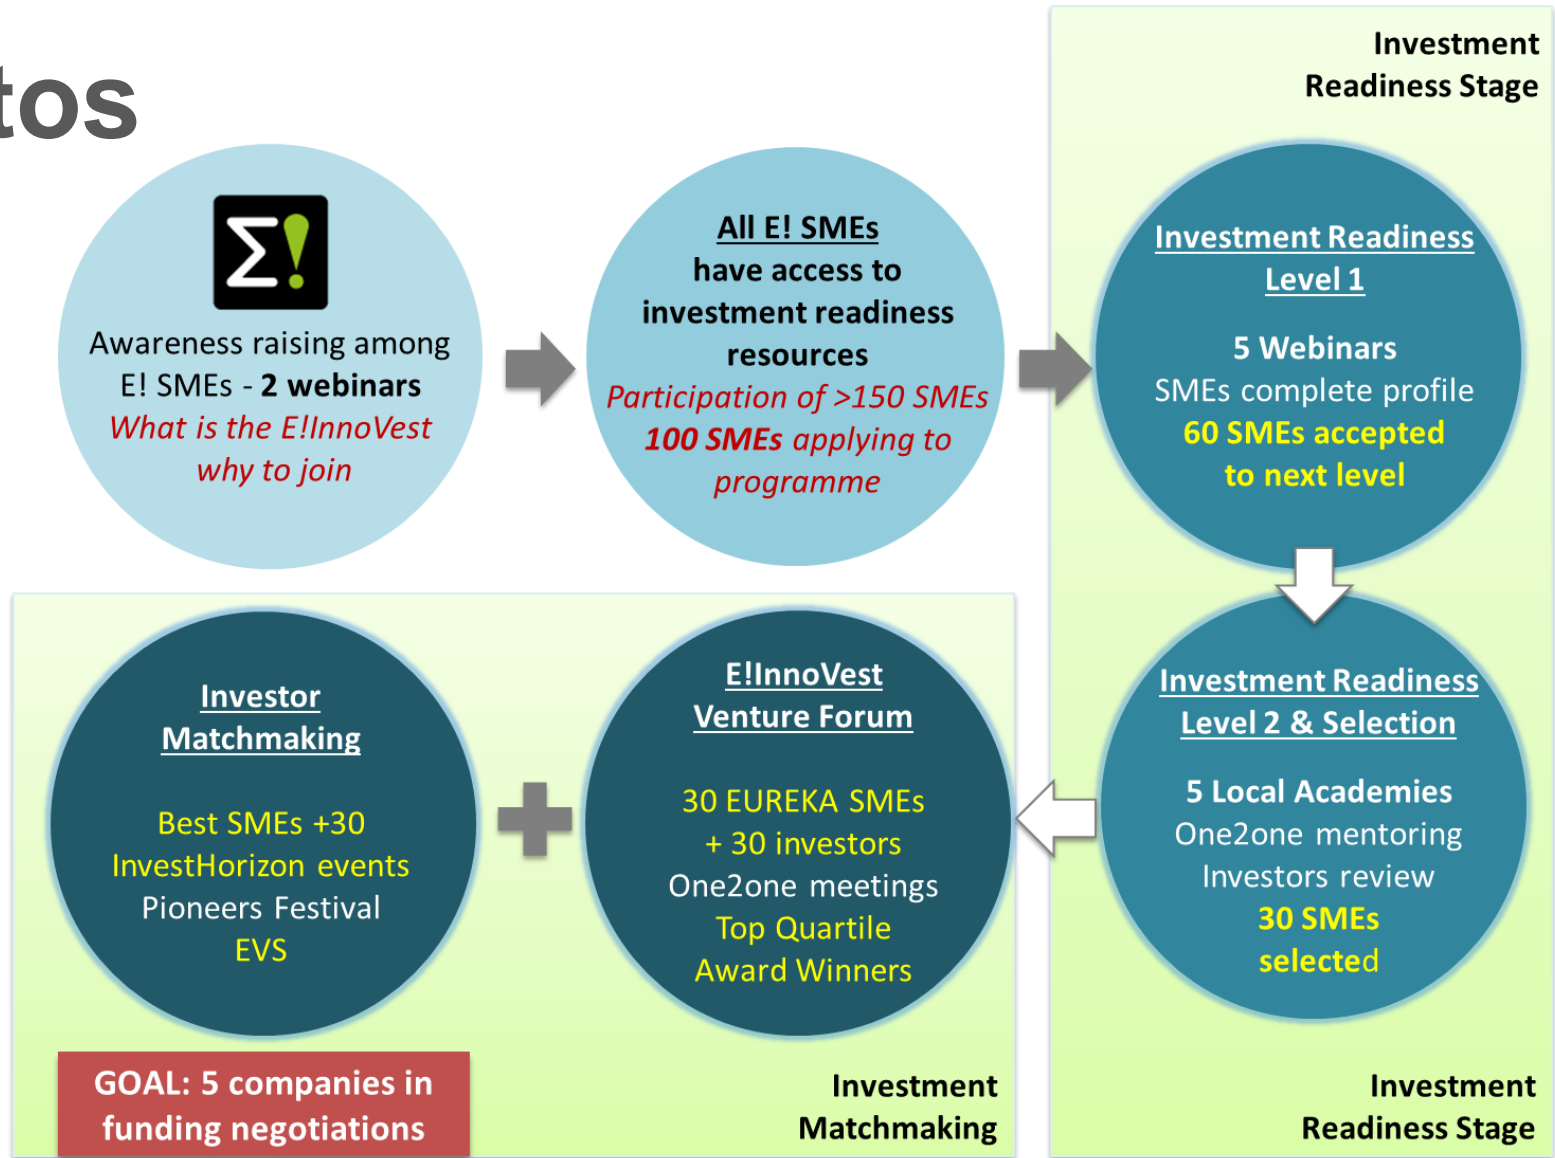 tos
Investment
Readiness Stage
Σ!
Awareness raising among
E! SMEs - 2 webinars
What is the E!InnoVest
why to join
All E! SMEs
have access to
investment readiness
resources
Participation of >150 SMEs
100 SMEs applying to
programme
Investment Readiness
Level 1
5 Webinars
SMEs complete profile
60 SMEs accepted
to next level
Investment Readiness
Level 2 & Selection
5 Local Academies
One2one mentoring
Investors review
30 SMEs
selected
Investment
Readiness Stage
E!InnoVest
Venture Forum
30 EUREKA SMEs
+ 30 investors
One2one meetings
Top Quartile
Award Winners
Investor
Matchmaking
Best SMEs +30
InvestHorizon events
Pioneers Festival
EVS
GOAL: 5 companies in
funding negotiations
Investment
Matchmaking